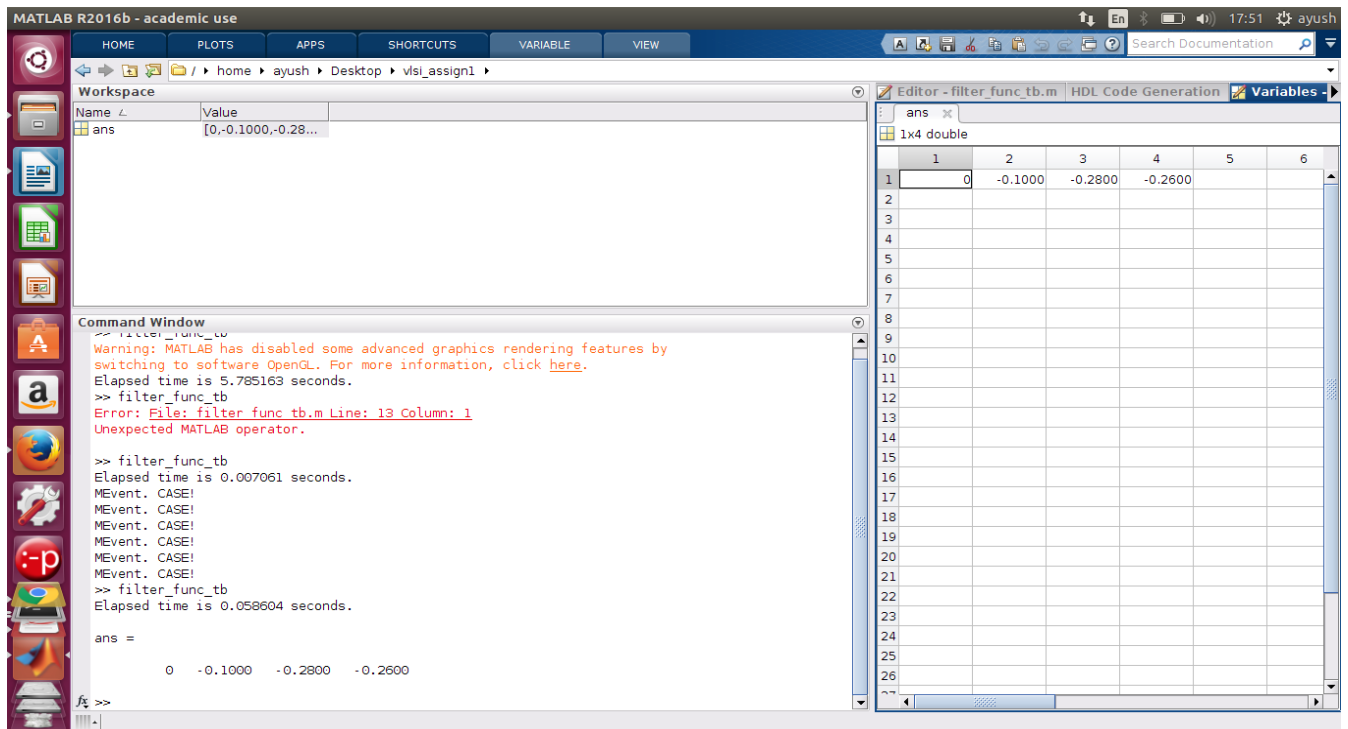 MATLAB R2016b - academic use
En 17:51 ayush
HOME PLOTS APPS SHORTCUTS VARIABLE VIEW
Search Documentation
/ home ayush Desktop vlsi_assign1
Workspace
Name Value
ans [0,-0.1000,-0.28...
Command Window
>> filter_func_tb
Warning: MATLAB has disabled some advanced graphics rendering features by
switching to software OpenGL. For more information, click here.
Elapsed time is 5.785163 seconds.
>> filter_func_tb
Error: File: filter_func_tb.m Line: 13 Column: 1
Unexpected MATLAB operator.
>> filter_func_tb
Elapsed time is 0.007061 seconds.
MEvent. CASE!
MEvent. CASE!
MEvent. CASE!
MEvent. CASE!
MEvent. CASE!
MEvent. CASE!
>> filter_func_tb
Elapsed time is 0.058604 seconds.
ans =
0 -0.1000 -0.2800 -0.2600
fx >>
Editor - filter_func_tb.m HDL Code Generation Variables -
ans
1x4 double
1 2 3 4 5 6
1 0 -0.1000 -0.2800 -0.2600
2
3
4
5
6
7
8
9
10
11
12
13
14
15
16
17
18
19
20
21
22
23
24
25
26
27
A
a
:-p